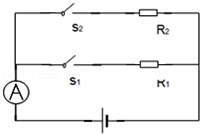 S₂ R₂
S₁ R₁
A